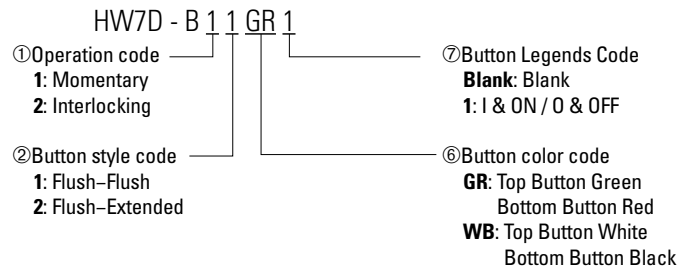 HW7D - B 1 1 GR 1
①Operation code
1: Momentary
2: Interlocking
②Button style code
1: Flush–Flush
2: Flush–Extended
⑦Button Legends Code
Blank: Blank
1: I & ON / O & OFF
⑥Button color code
GR: Top Button Green
Bottom Button Red
WB: Top Button White
Bottom Button Black